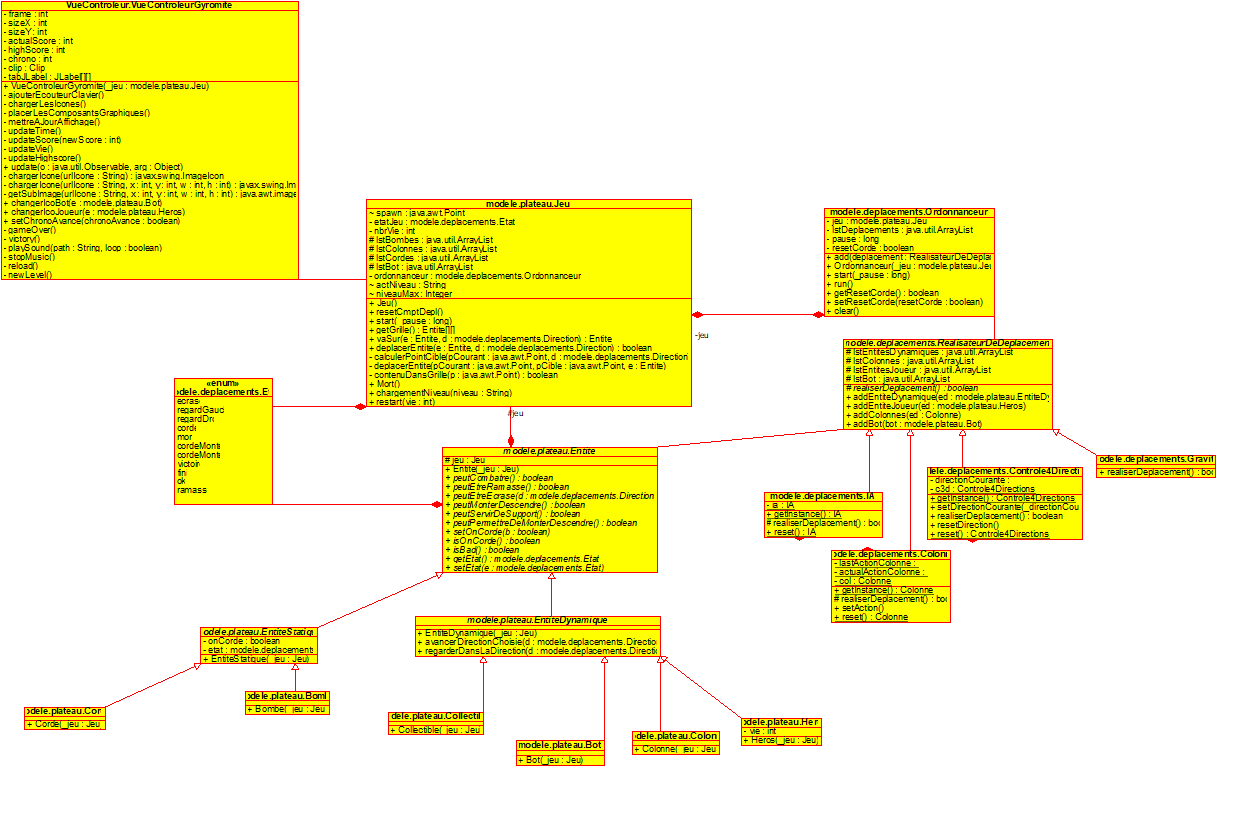 VueControleur.VueControleurGyromite
- frame : int
- sizeX : int
- sizeY : int
- actualScore : int
- highScore : int
- chrono : int
- clip : Clip
- tabJLabel : JLabel[][]
+ VueControleurGyromite(_jeu : modele.plateau.Jeu)
- ajouterEcouteurClavier()
- chargerLesIcones()
- placerLesComposantsGraphiques()
- mettreAJourAffichage()
- updateTime()
- updateScore(newScore : int)
- updateVie()
- updateHighscore()
+ update(o : java.util.Observable, arg : Object)
- chargerIcone(urlIcone : String) : javax.swing.ImageIcon
- chargerIcone(urlIcone : String, x : int, y : int, w : int, h : int) : javax.swing.Im
- getSubImage(urlIcone : String, x : int, y : int, w : int, h : int) : java.awt.image
+ changerIcoBot(e : modele.plateau.Bot)
+ changerIcoJoueur(e : modele.plateau.Heros)
+ setChronoAvance(chronoAvance : boolean)
- gameOver()
- victory()
- playSound(path : String, loop : boolean)
- stopMusic()
- reload()
- newLevel()
modele.plateau.Jeu
~ spawn : java.awt.Point
- etatJeu : modele.deplacements.Etat
- nbrVie : int
# lstBombes : java.util.ArrayList
# lstColonnes : java.util.ArrayList
# lstCordes : java.util.ArrayList
# lstBot : java.util.ArrayList
- ordonnanceur : modele.deplacements.Ordonnanceur
~ actNiveau : String
~ niveauMax : Integer
+ Jeu()
+ resetCmptDepl()
+ start(_pause : long)
+ getGrille() : Entite[][]
+ vaSur(e : Entite, d : modele.deplacements.Direction) : Entite
+ deplacerEntite(e : Entite, d : modele.deplacements.Direction) : boolean
- calculerPointCible(pCourant : java.awt.Point, d : modele.deplacements.Direction
- deplacerEntite(pCourant : java.awt.Point, pCible : java.awt.Point, e : Entite)
- contenuDansGrille(p : java.awt.Point) : boolean
+ Mort()
+ chargementNiveau(niveau : String)
+ restart(vie : int)
modele.deplacements.Ordonnanceur
- jeu : modele.plateau.Jeu
- lstDeplacements : java.util.ArrayList
- pause : long
- resetCorde : boolean
+ add(deplacement : RealisateurDeDeplac
+ Ordonnanceur(_jeu : modele.plateau.Jeu
+ start(_pause : long)
+ run()
+ getResetCorde() : boolean
+ setResetCorde(resetCorde : boolean)
+ clear()
-jeu
#jeu
odele.deplacements.RealisateurDeDeplacemen
# lstEntitesDynamiques : java.util.ArrayList
# lstColonnes : java.util.ArrayList
# lstEntitesJoueur : java.util.ArrayList
# lstBot : java.util.ArrayList
# realiserDeplacement() : boolean
+ addEntiteDynamique(ed : modele.plateau.EntiteDy
+ addEntiteJoueur(ed : modele.plateau.Heros)
+ addColonnes(ed : Colonne)
+ addBot(bot : modele.plateau.Bot)
«enum»
odele.deplacements.Et
ecrase
regardGauc
regardDro
corde
mor
cordeMonte
cordeMonte
victoire
fini
ok
ramass
modele.plateau.Entite
# jeu : Jeu
+ Entite(_jeu : Jeu)
+ peutCombatre() : boolean
+ peutEtreRamasse() : boolean
+ peutEtreEcrase(d : modele.deplacements.Direction
+ peutMonterDescendre() : boolean
+ peutServirDeSupport() : boolean
+ peutPermettreDeMonterDescendre() : boolean
+ setOnCorde(b : boolean)
+ isOnCorde() : boolean
+ isBad() : boolean
+ getEtat() : modele.deplacements.Etat
+ setEtat(e : modele.deplacements.Etat)
odele.deplacements.Gravit
+ realiserDeplacement() : boo
dele.deplacements.Controle4Directi
- directionCourante :
- c3d : Controle4Directions
+ getInstance() : Controle4Directions
+ setDirectionCourante(_directionCou
+ realiserDeplacement() : boolean
+ resetDirection()
+ reset() : Controle4Directions
modele.deplacements.IA
- ia : IA
+ getInstance() : IA
# realiserDeplacement() : boo
+ reset() : IA
odele.deplacements.Colonn
- lastActionColonne :
- actualActionColonne :
- col : Colonne
+ getInstance() : Colonne
# realiserDeplacement() : boo
+ setAction()
+ reset() : Colonne
odele.plateau.EntiteStatiq
- onCorde : boolean
- etat : modele.deplacements
+ EntiteStatique(_jeu : Jeu)
modele.plateau.EntiteDynamique
+ EntiteDynamique(_jeu : Jeu)
+ avancerDirectionChoisie(d : modele.deplacements.Directio
+ regarderDansLaDirection(d : modele.deplacements.Directi
odele.plateau.Cor
+ Corde(_jeu : Jeu
odele.plateau.Boml
+ Bombe(_jeu : Jeu
dele.plateau.Collectil
+ Collectible(_jeu : Jeu
modele.plateau.Bot
+ Bot(_jeu : Jeu)
dele.plateau.Colon
+ Colonne(_jeu : Jeu
odele.plateau.Her
- vie : int
+ Heros(_jeu : Jeu)